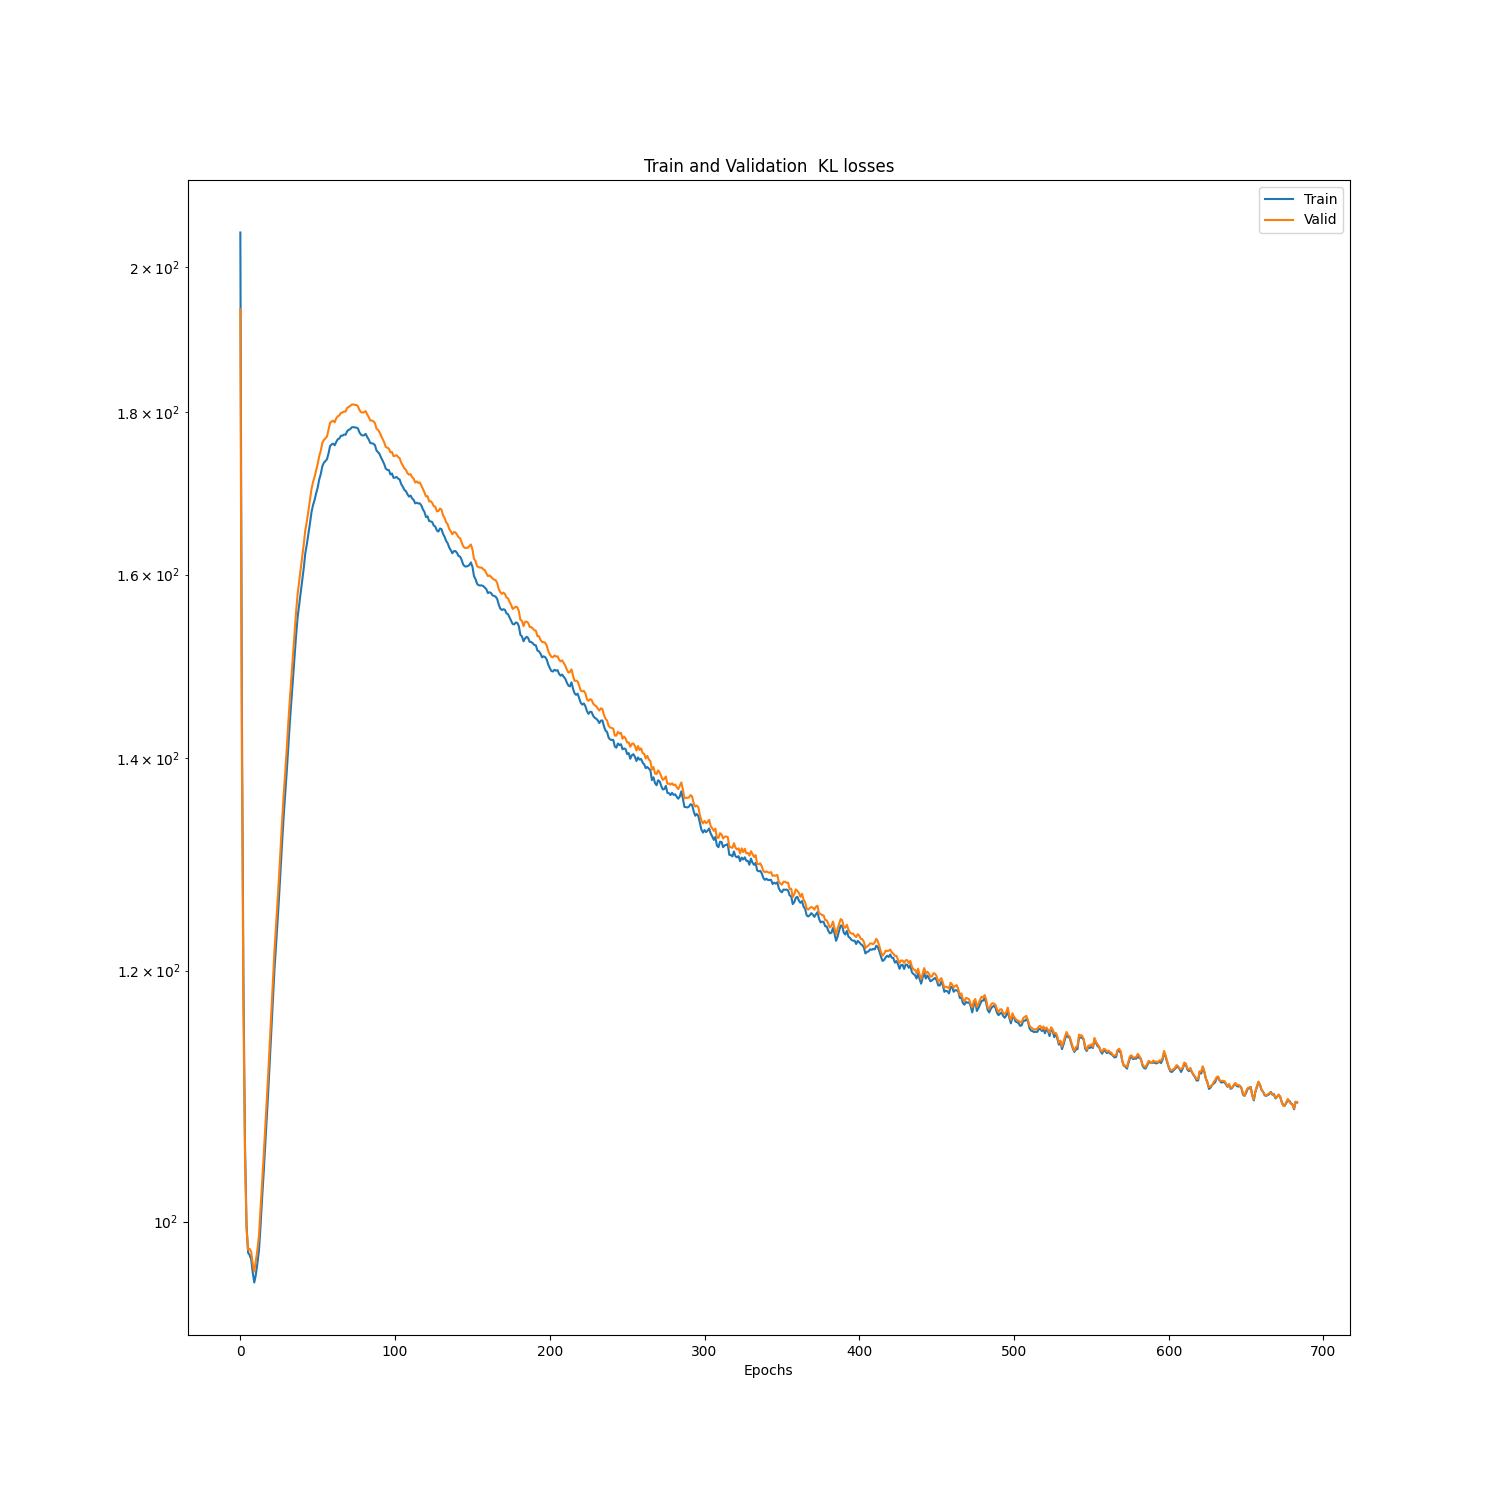 Train and Validation  KL losses
Train
Valid
2 × 10²
1.8 × 10²
1.6 × 10²
1.4 × 10²
1.2 × 10²
10²
0 100 200 300 400 500 600 700
Epochs